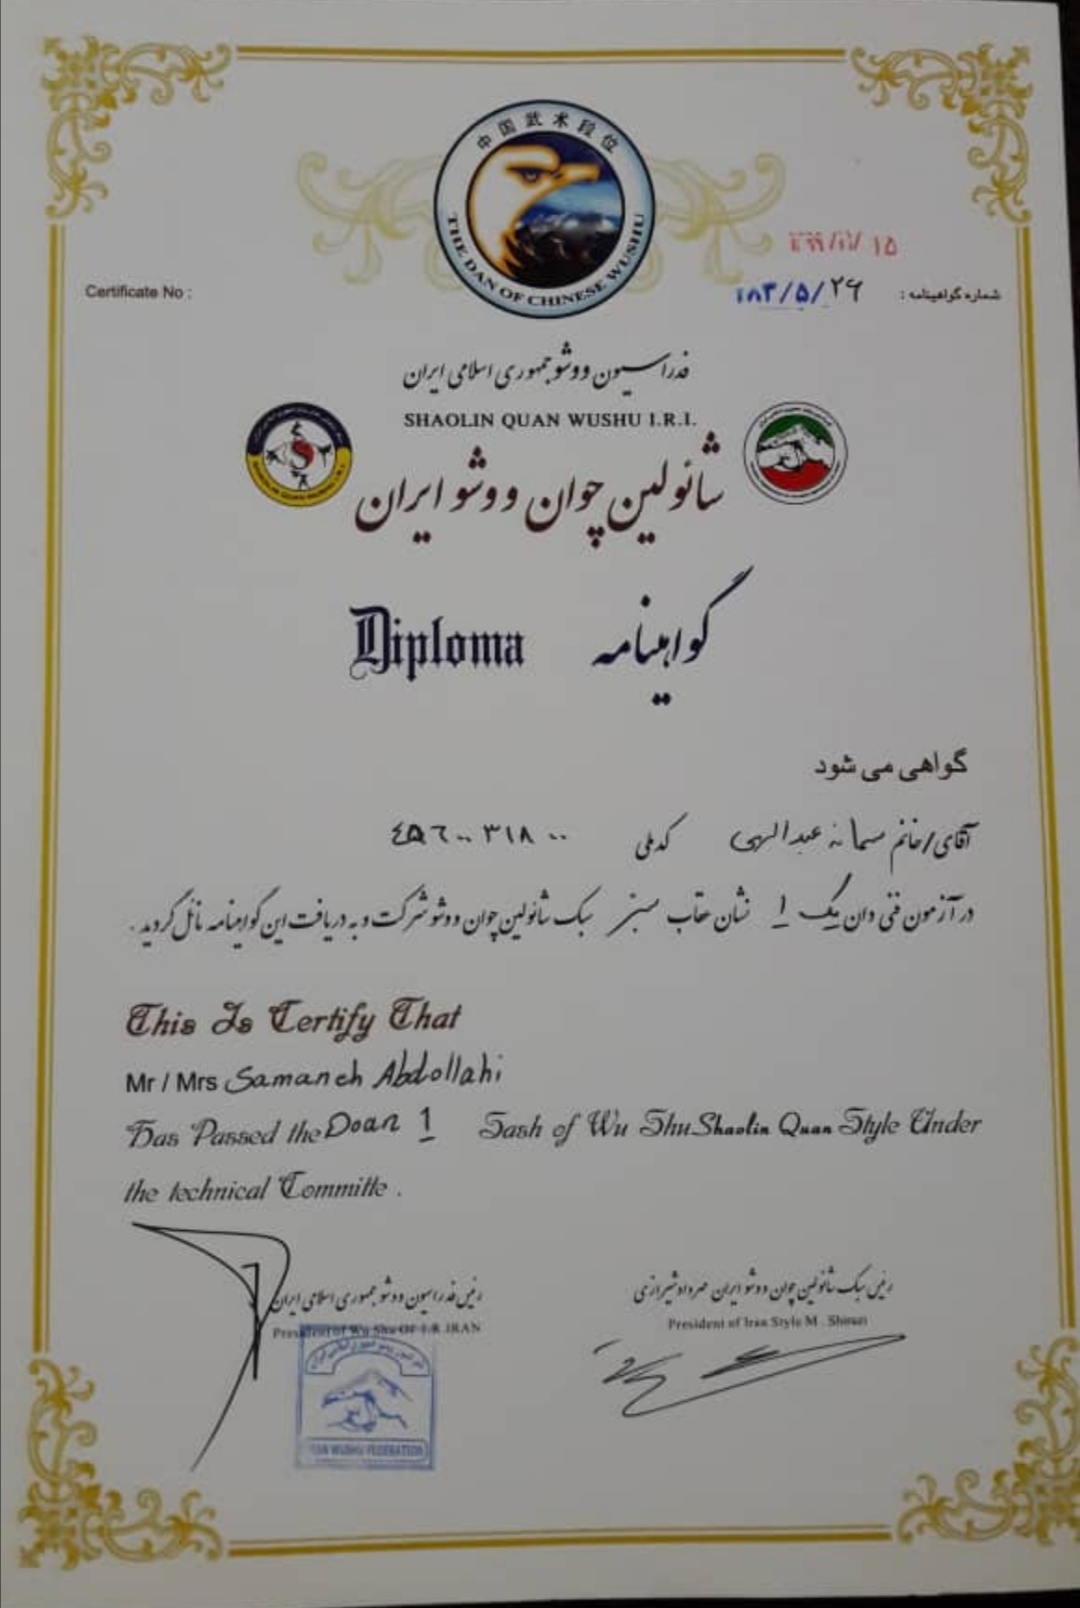 中国武术段位
THE DAN OF CHINESE WUSHU
۱۳۹۹/۱۲/۱۵
Certificate No :
شماره گواهینامه : ۱۸۳/۵/۲۶
فدراسیون ووشو جمهوری اسلامی ایران
SHAOLIN QUAN WUSHU I.R.I.
شائولین چوان ووشو ایران
Diploma گواهینامه
گواهی می شود
آقای/خانم سمانه عبدالهی کدملی ۴۵۶۰۰۳۱۸۰۰
در آزمون فنی دان یک ۱ نشان عقاب سبز سبک شائولین چوان ووشو شرکت و به دریافت این گواهینامه نائل گردید .
This Is Certify That
Mr / Mrs Samaneh Abdollahi
Has Passed the Doan 1 Sash of Wu Shu Shaolin Quan Style Under
the technical Committe .
رئیس سبک شائولین چوان ووشو ایران مهرداد شیرازی
President of Iran Style M . Shirazi
رئیس فدراسیون ووشو جمهوری اسلامی ایران
President of Wu Shu OF I.R.IRAN
IRAN WUSHU FEDERATION